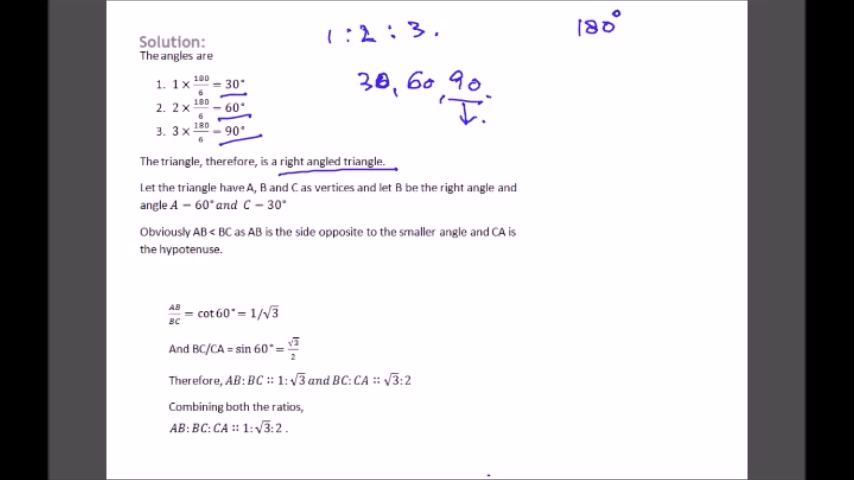 1 : 2 : 3 .
180°
Solution:
The angles are
30, 60, 90.
1. 1 × 180/6 = 30°
2. 2 × 180/6 = 60°
3. 3 × 180/6 = 90°
The triangle, therefore, is a right angled triangle.
Let the triangle have A, B and C as vertices and let B be the right angle and
angle A = 60° and C = 30°
Obviously AB < BC as AB is the side opposite to the smaller angle and CA is
the hypotenuse.
AB/BC = cot 60° = 1/√3
And BC/CA = sin 60° = √3/2
Therefore, AB: BC :: 1: √3 and BC: CA :: √3: 2
Combining both the ratios,
AB: BC: CA :: 1: √3: 2 .